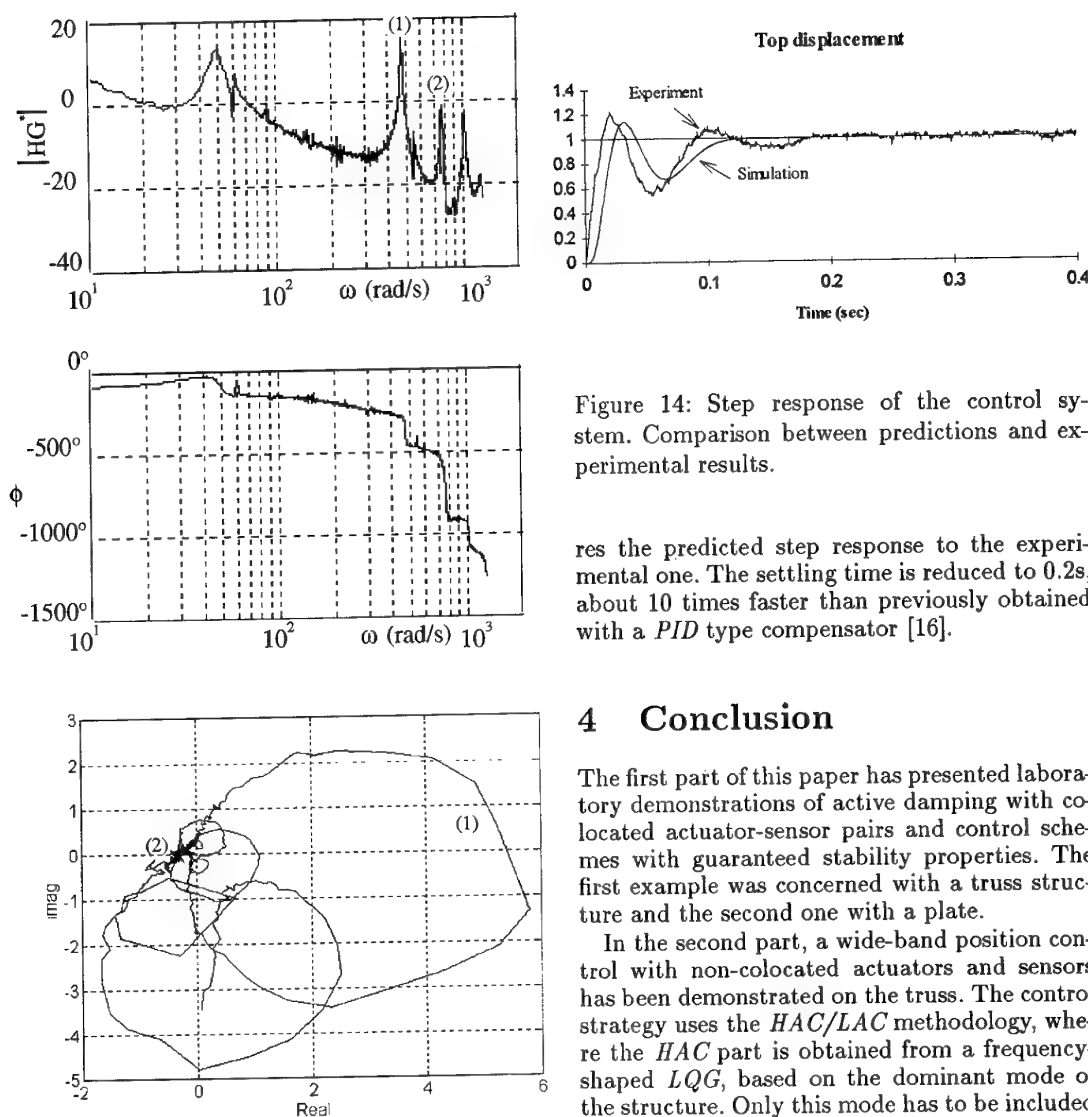 20
0
-20
-40
|HG*|
(1)
(2)
10¹
10²
ω (rad/s)
10³
0°
-500°
-1000°
-1500°
ϕ
10¹
10²
ω (rad/s)
10³
3
2
1
0
-1
-2
-3
-4
-5
imag
(1)
(2)
-2
0
2
4
6
Real
Top displacement
1.4
1.2
1
0.8
0.6
0.4
0.2
0
Experiment
Simulation
0
0.1
0.2
0.3
0.4
Time (sec)
Figure 14: Step response of the control sy-
stem. Comparison between predictions and ex-
perimental results.
res the predicted step response to the experi-
mental one. The settling time is reduced to 0.2s,
about 10 times faster than previously obtained
with a PID type compensator [16].
4 Conclusion
The first part of this paper has presented labora-
tory demonstrations of active damping with co-
located actuator-sensor pairs and control sche-
mes with guaranteed stability properties. The
first example was concerned with a truss struc-
ture and the second one with a plate.
In the second part, a wide-band position con-
trol with non-colocated actuators and sensors
has been demonstrated on the truss. The contro
strategy uses the HAC/LAC methodology, whe-
re the HAC part is obtained from a frequency-
shaped LQG, based on the dominant mode o
the structure. Only this mode has to be included